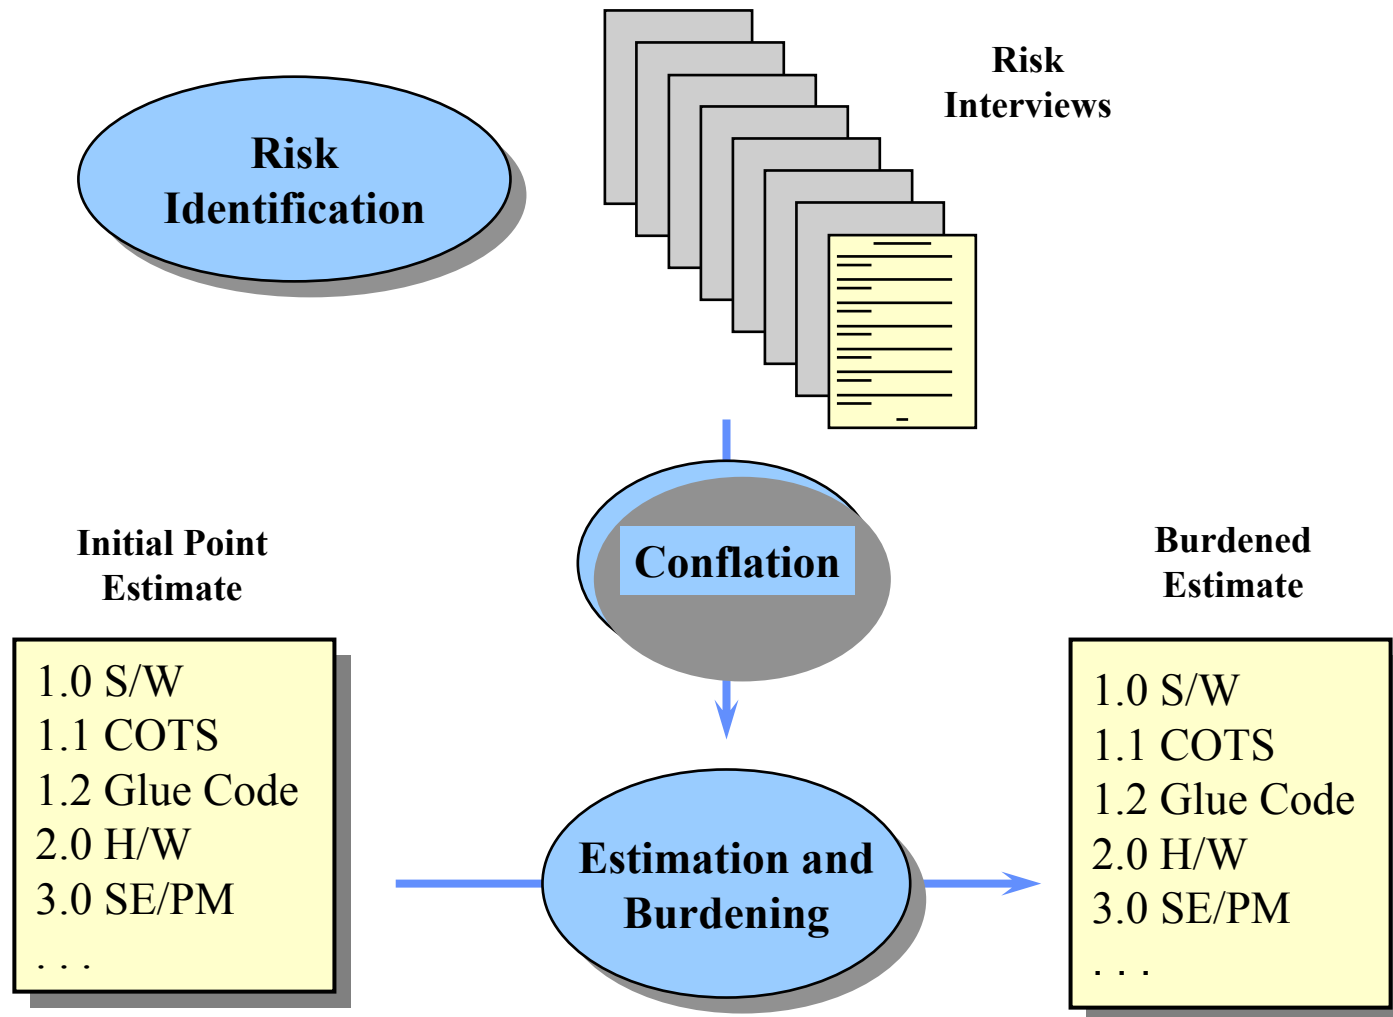 Risk
Interviews
Risk
Identification
Conflation
Initial Point
Estimate
1.0 S/W
1.1 COTS
1.2 Glue Code
2.0 H/W
3.0 SE/PM
. . .
Estimation and
Burdening
Burdened
Estimate
1.0 S/W
1.1 COTS
1.2 Glue Code
2.0 H/W
3.0 SE/PM
. . .